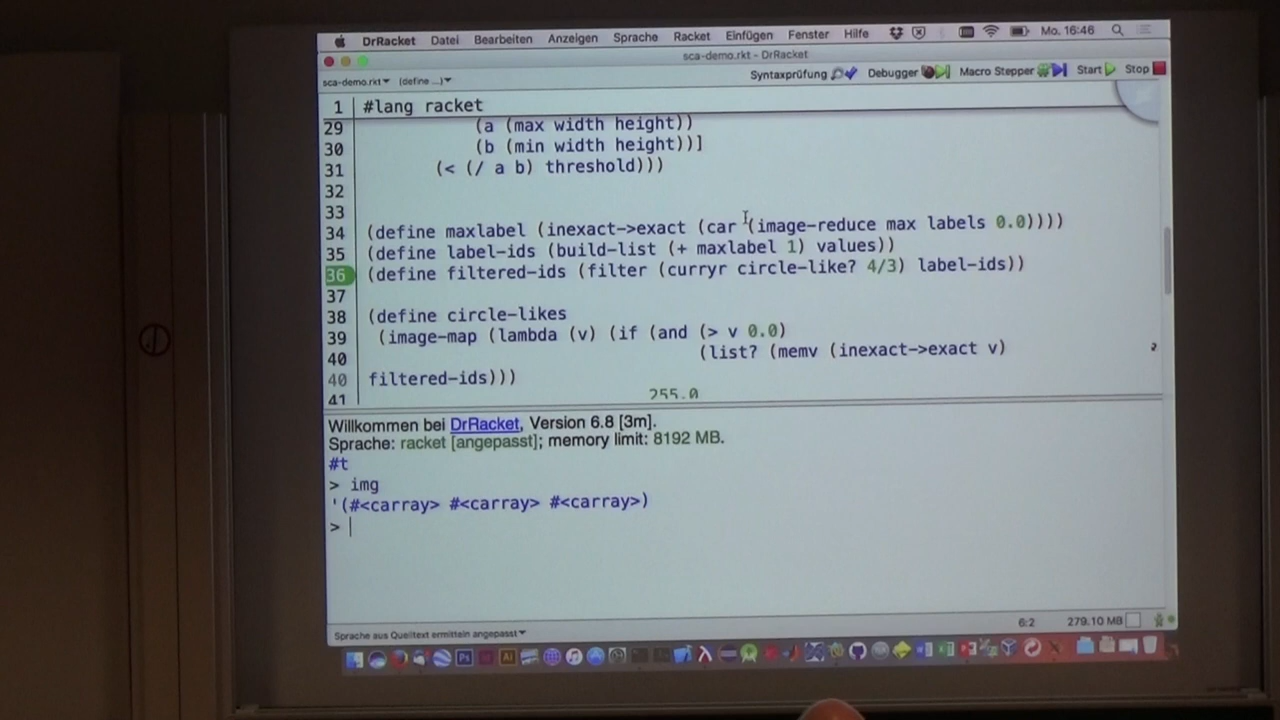 DrRacket Datei Bearbeiten Anzeigen Sprache Racket Einfügen Fenster Hilfe Mo. 16:46
sca-demo.rkt - DrRacket
sca-demo.rkt (define ...) Syntaxprüfung Debugger Macro Stepper Start Stop
1 #lang racket
29 (a (max width height))
30 (b (min width height))]
31 (< (/ a b) threshold)))
32
33
34 (define maxlabel (inexact->exact (car (image-reduce max labels 0.0))))
35 (define label-ids (build-list (+ maxlabel 1) values))
36 (define filtered-ids (filter (curryr circle-like? 4/3) label-ids))
37
38 (define circle-likes
39 (image-map (lambda (v) (if (and (> v 0.0)
40 (list? (memv (inexact->exact v)
40 filtered-ids)))
41 255.0
Willkommen bei DrRacket, Version 6.8 [3m].
Sprache: racket [angepasst]; memory limit: 8192 MB.
#t
> img
'(#<carray> #<carray> #<carray>)
>
6:2 279.10 MB
Sprache aus Quelltext ermitteln angepasst